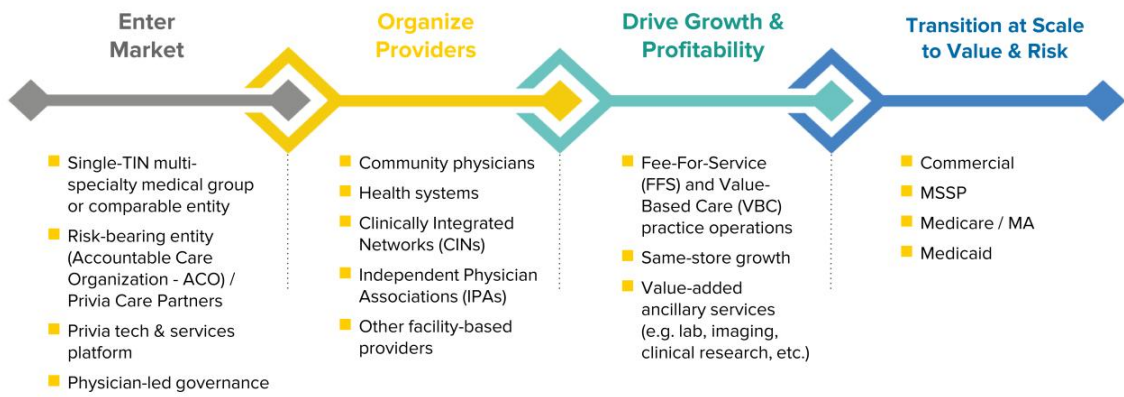 Enter
Market
Single-TIN multi-
specialty medical group
or comparable entity
Risk-bearing entity
(Accountable Care
Organization - ACO) /
Privia Care Partners
Privia tech & services
platform
Physician-led governance
Organize
Providers
Community physicians
Health systems
Clinically Integrated
Networks (CINs)
Independent Physician
Associations (IPAs)
Other facility-based
providers
Drive Growth &
Profitability
Fee-For-Service
(FFS) and Value-
Based Care (VBC)
practice operations
Same-store growth
Value-added
ancillary services
(e.g. lab, imaging,
clinical research, etc.)
Transition at Scale
to Value & Risk
Commercial
MSSP
Medicare / MA
Medicaid